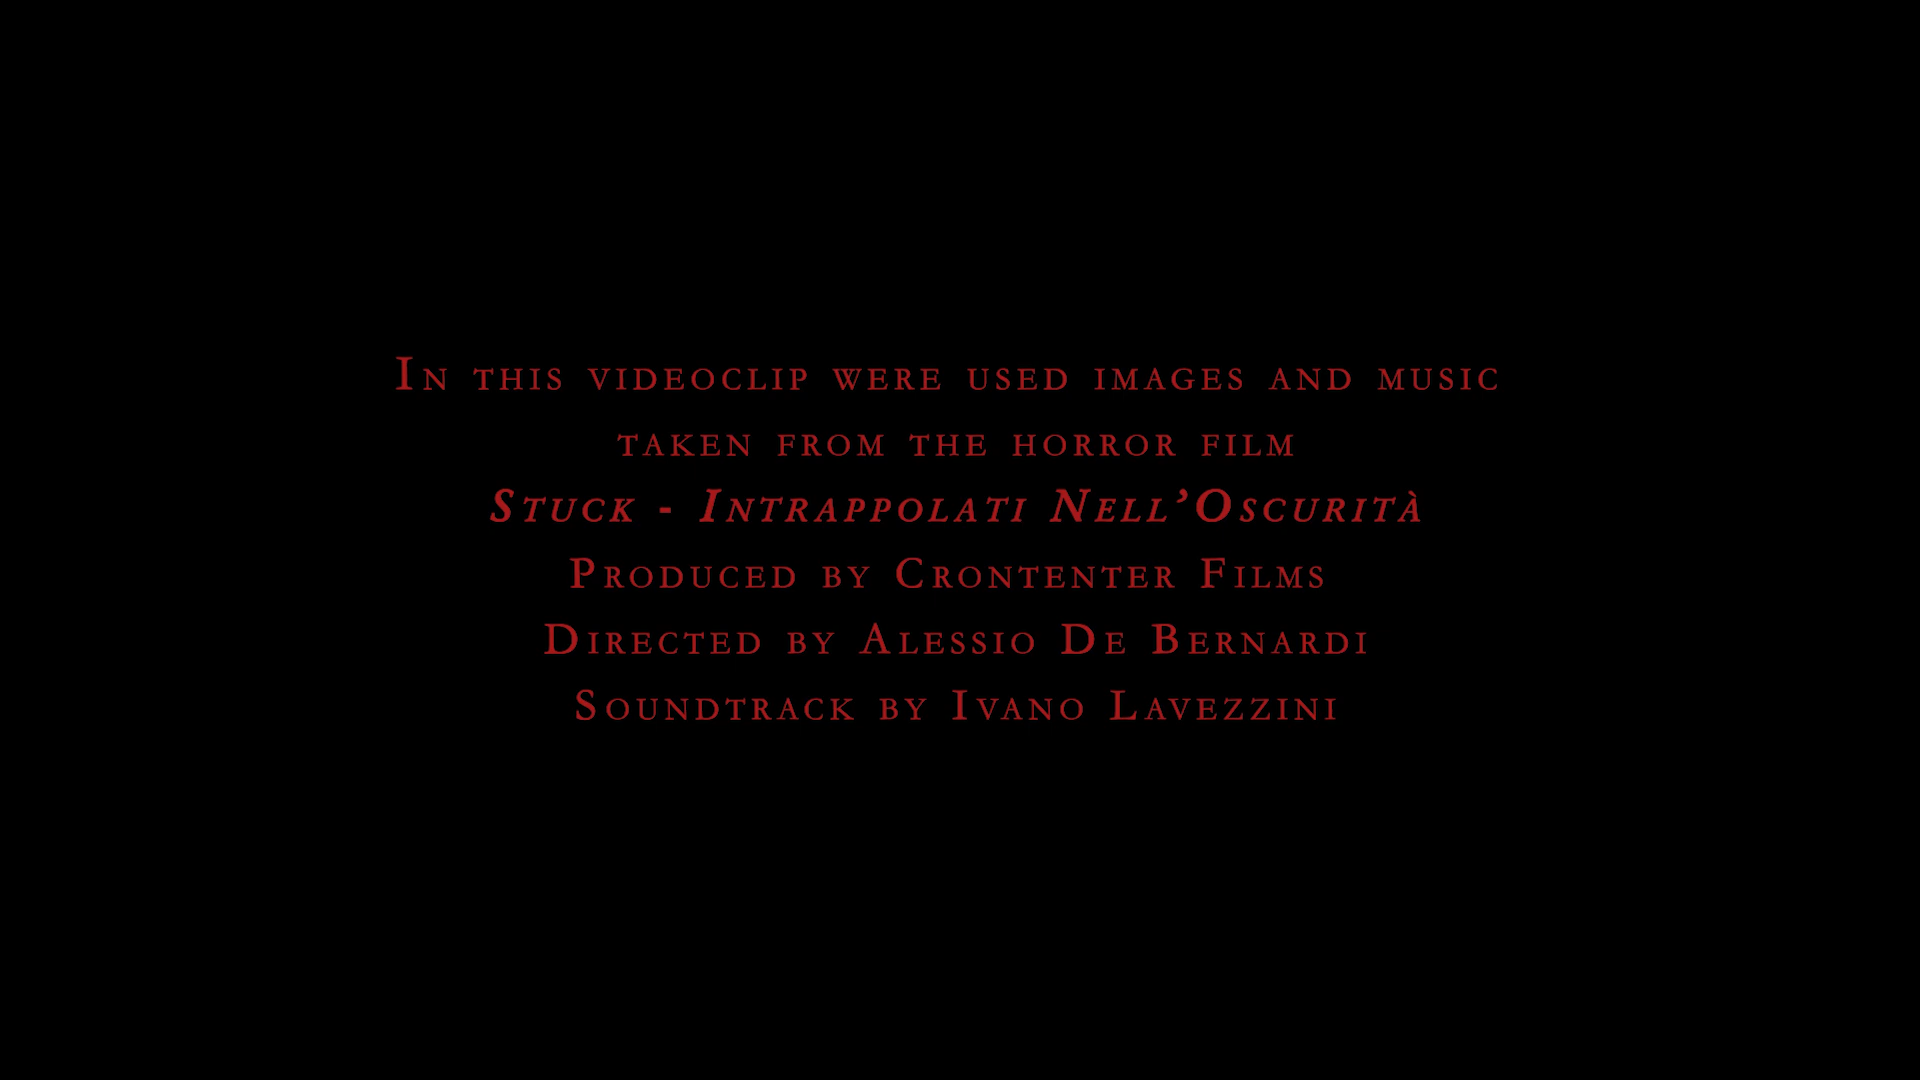 In this videoclip were used images and music
taken from the horror film
Stuck - Intrappolati Nell’Oscurità
Produced by Crontenter Films
Directed by Alessio De Bernardi
Soundtrack by Ivano Lavezzini